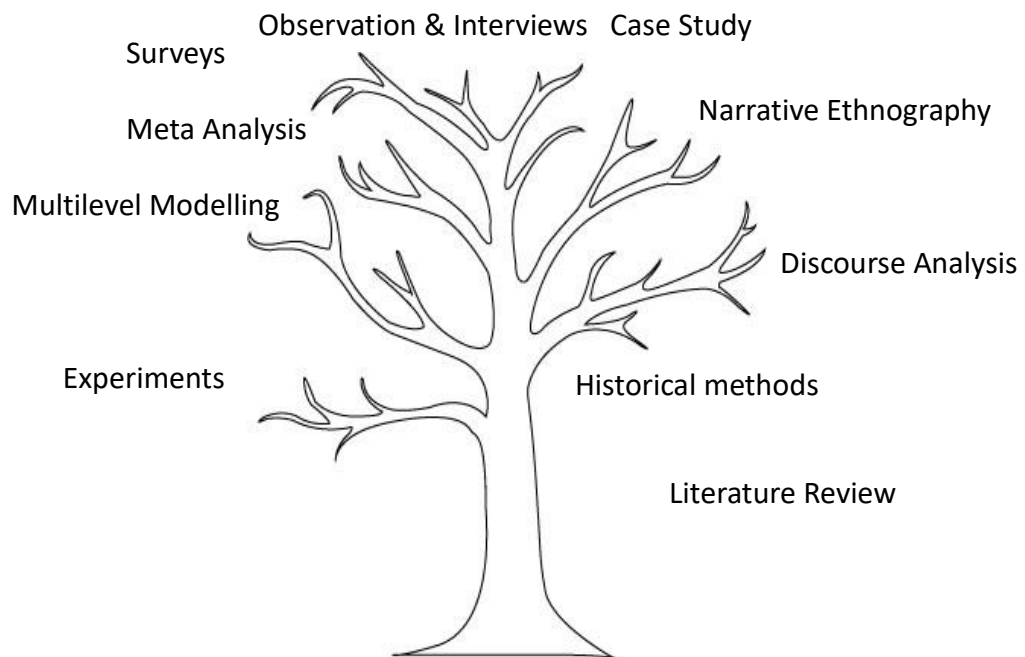 Observation & Interviews Case Study
Surveys
Narrative Ethnography
Meta Analysis
Multilevel Modelling
Discourse Analysis
Experiments
Historical methods
Literature Review